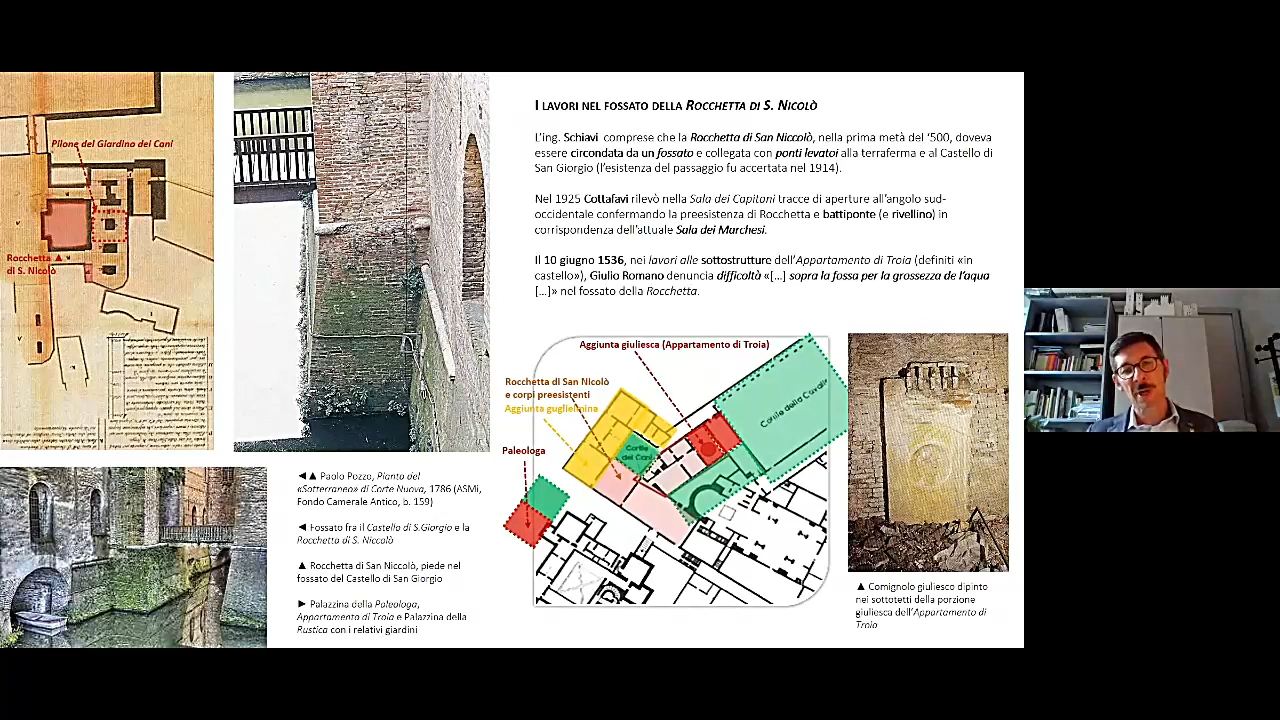 I LAVORI NEL FOSSATO DELLA ROCCHETTA DI S. NICOLÒ
L'ing. Schiavi comprese che la Rocchetta di San Niccolò, nella prima metà del '500, doveva
essere circondata da un fossato e collegata con ponti levatoi alla terraferma e al Castello di
San Giorgio (l'esistenza del passaggio fu accertata nel 1914).
Nel 1925 Cottafavi rilevò nella Sala dei Capitani tracce di aperture all'angolo sud-
occidentale confermando la preesistenza di Rocchetta e battiponte (e rivellino) in
corrispondenza dell'attuale Sala dei Marchesi.
Il 10 giugno 1536, nei lavori alle sottostrutture dell'Appartamento di Troia (definiti «in
castello»), Giulio Romano denuncia difficoltà «[...] sopra la fossa per la grossezza de l'aqua
[...]» nel fossato della Rocchetta.
Pilone del Giardino dei Cani
Rocchetta ▲
di S. Nicolò
Aggiunta giuliesca (Appartamento di Troia)
Rocchetta di San Nicolò
e corpi preesistenti
Aggiunta guglielmina
Paleologa
Cortile
dei Cani
Cortile della Cavallerizza
◄▲ Paolo Pozzo, Pianta del
«Sotterraneo» di Corte Nuova, 1786 (ASMi,
Fondo Camerale Antico, b. 159)
◄ Fossato fra il Castello di S.Giorgio e la
Rocchetta di S. Niccolò
▲ Rocchetta di San Niccolò, piede nel
fossato del Castello di San Giorgio
► Palazzina della Paleologa,
Appartamento di Troia e Palazzina della
Rustica con i relativi giardini
▲ Comignolo giuliesco dipinto
nei sottotetti della porzione
giuliesca dell'Appartamento di
Troia